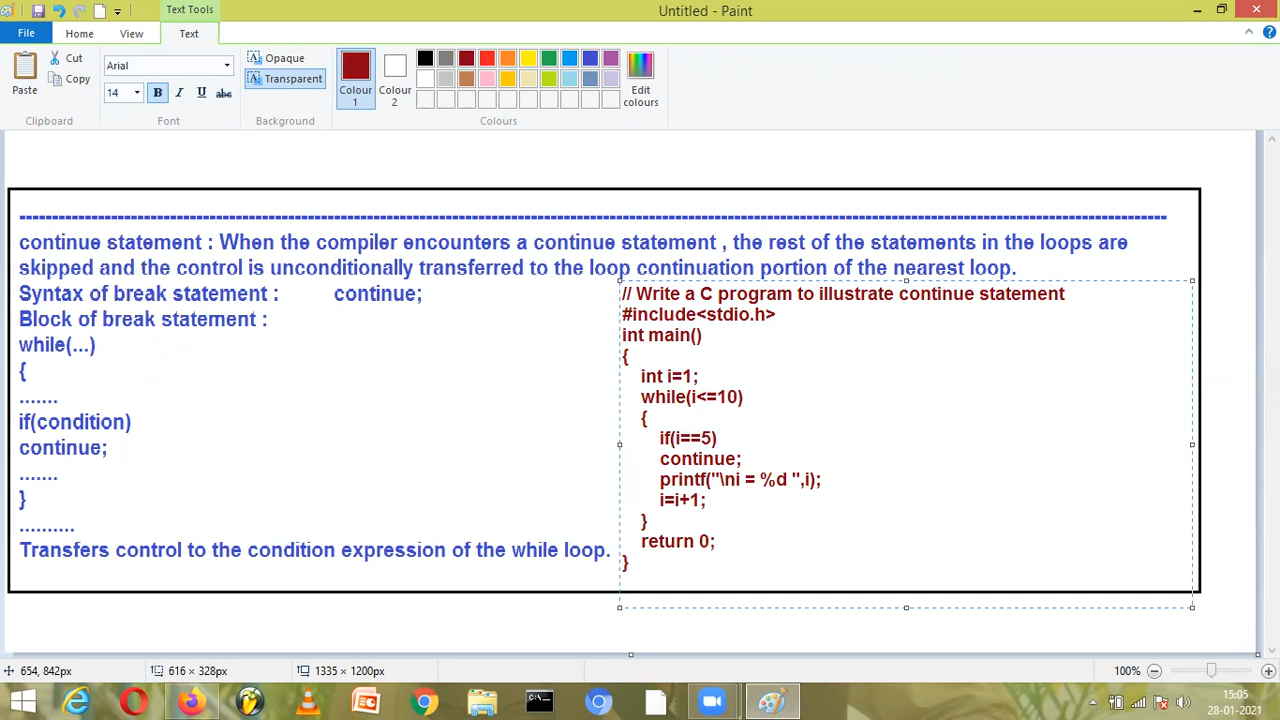 Text Tools
Untitled - Paint
File
Home
View
Text
Paste
Cut
Copy
Clipboard
Arial
14
B I U abc
Font
Opaque
Transparent
Background
Colour 1
Colour 2
Edit colours
Colours
--------------------------------------------------------------------------------
continue statement : When the compiler encounters a continue statement , the rest of the statements in the loops are
skipped and the control is unconditionally transferred to the loop continuation portion of the nearest loop.
Syntax of break statement : continue;
Block of break statement :
while(...)
{
.......
if(condition)
continue;
.......
}
..........
Transfers control to the condition expression of the while loop.
// Write a C program to illustrate continue statement
#include<stdio.h>
int main()
{
int i=1;
while(i<=10)
{
if(i==5)
continue;
printf("\ni = %d ",i);
i=i+1;
}
return 0;
}
654, 842px
616 × 328px
1335 × 1200px
100%
15:05
28-01-2021